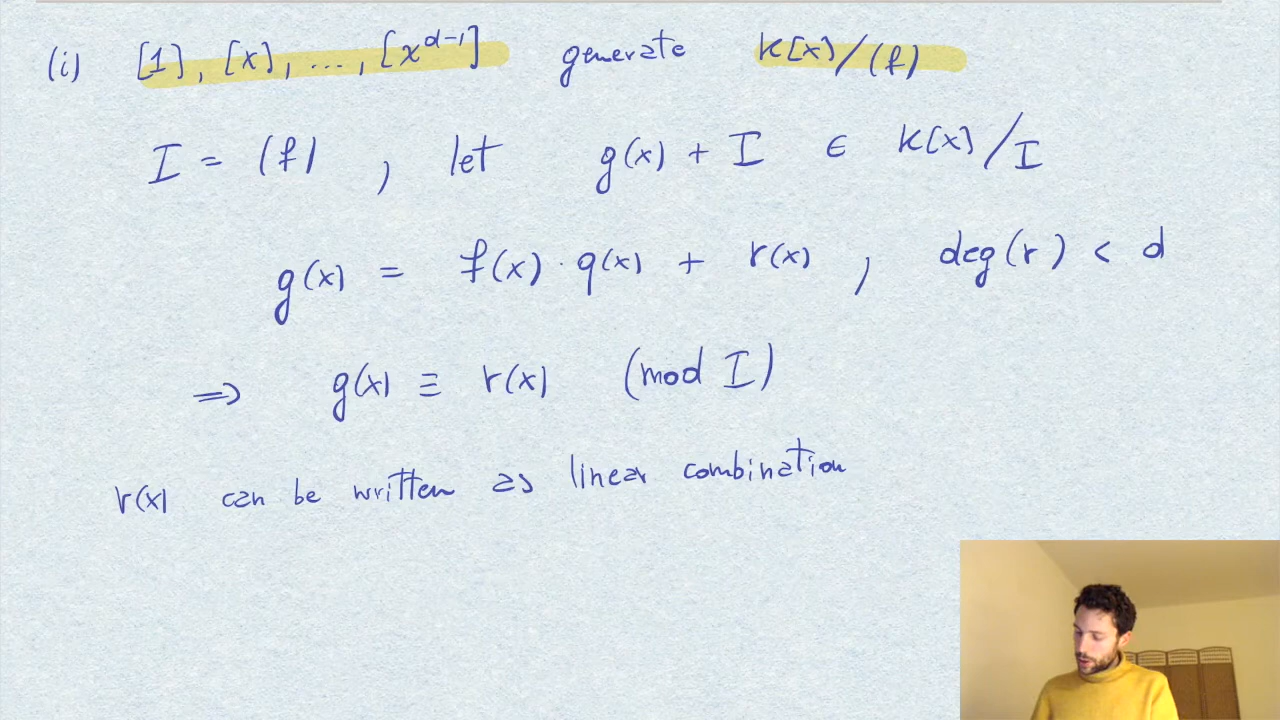 (i) [1], [x], ..., [x^{d-1}] generate k[x]/(f)
I = (f) , let g(x) + I ∈ k[x]/I
g(x) = f(x) · q(x) + r(x) , deg(r) < d
⇒ g(x) ≡ r(x) (mod I)
r(x) can be written as linear combination